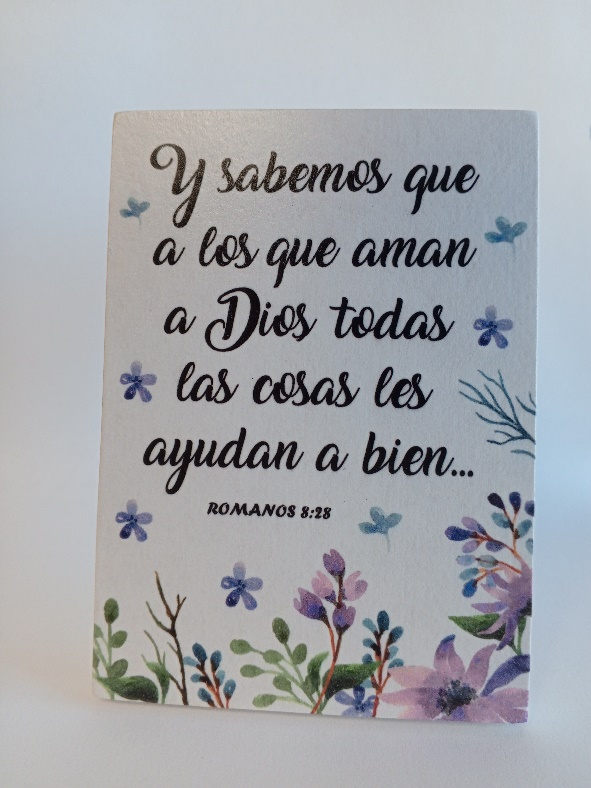 Y sabemos que
a los que aman
a Dios todas
las cosas les
ayudan a bien...
ROMANOS 8:28